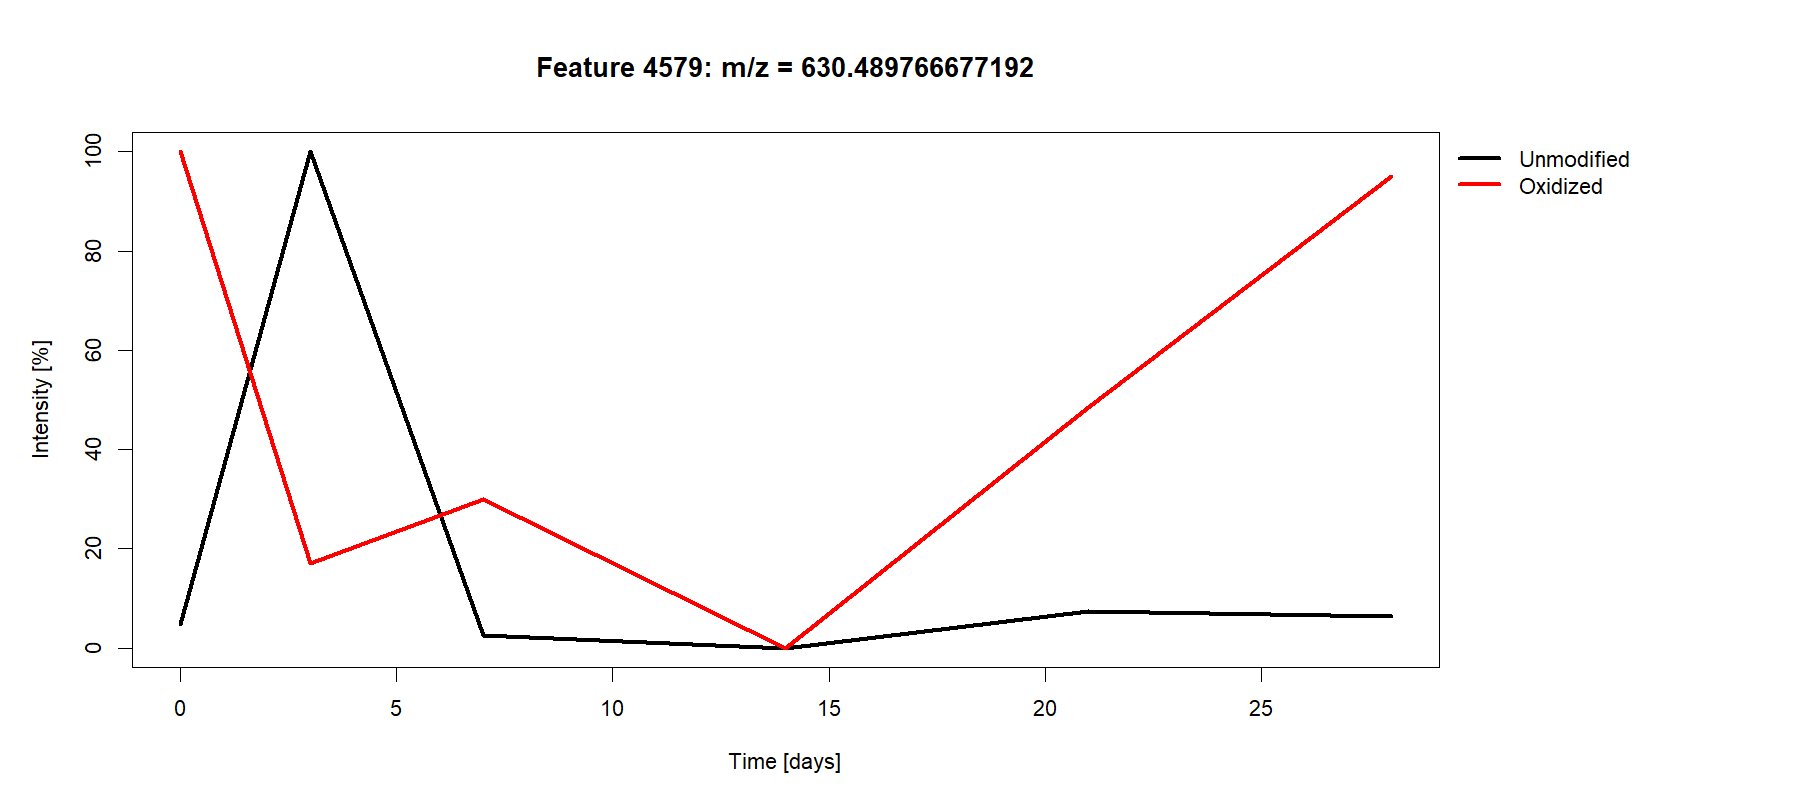 Feature 4579: m/z = 630.489766677192
Unmodified
Oxidized
Intensity [%]
100
80
60
40
20
0
0 5 10 15 20 25
Time [days]